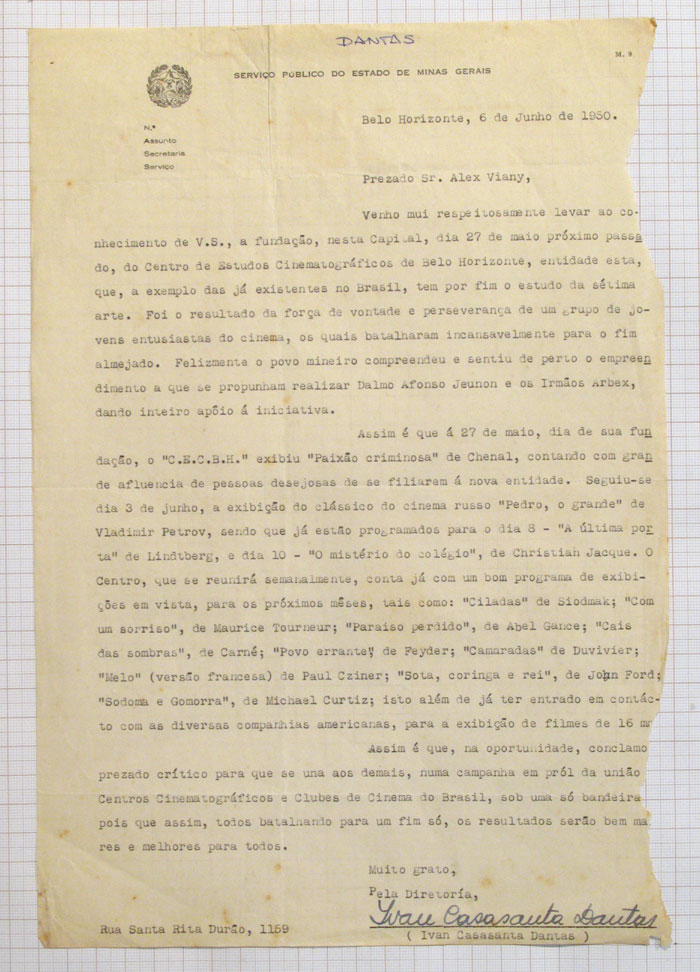 DANTAS
M. 9
SERVIÇO PÚBLICO DO ESTADO DE MINAS GERAIS
N.º
Assunto
Secretaria
Serviço
Belo Horizonte, 6 de Junho de 1950.
Prezado Sr. Alex Viany,
Venho mui respeitosamente levar ao co-
nhecimento de V.S., a fundação, nesta Capital, dia 27 de maio próximo passa
do, do Centro de Estudos Cinematográficos de Belo Horizonte, entidade esta,
que, a exemplo das já existentes no Brasil, tem por fim o estudo da sétima
arte. Foi o resultado da força de vontade e perseverança de um grupo de jo-
vens entusiastas do cinema, os quais batalharam incansavelmente para o fim
almejado. Felizmente o povo mineiro compreendeu e sentiu de perto o empreen
dimento a que se propunham realizar Dalmo Afonso Jeunon e os Irmãos Arbex,
dando inteiro apôio á iniciativa.
Assim é que á 27 de maio, dia de sua fun
dação, o "C.E.C.B.H." exibiu "Paixão criminosa" de Chenal, contando com gran
de afluencia de pessoas desejosas de se filiarem á nova entidade. Seguiu-se
dia 3 de junho, a exibição do clássico do cinema russo "Pedro, o grande" de
Vladimir Petrov, sendo que já estão programados para o dia 8 - "A última por
ta" de Lindtberg, e dia 10 - "O mistério do colégio", de Christian Jacque. O
Centro, que se reunirá semanalmente, conta já com um bom programa de exibi-
ções em vista, para os próximos mêses, tais como: "Ciladas" de Siodmak; "Com
um sorriso", de Maurice Tourneur; "Paraiso perdido", de Abel Gance; "Cais
das sombras", de Carné; "Povo errante" de Feyder; "Camaradas" de Duvivier;
"Melo" (versão francesa) de Paul Cziner; "Sota, coringa e rei", de John Ford;
"Sodoma e Gomorra", de Michael Curtiz; isto além de já ter entrado em contác
to com as diversas companhias americanas, para a exibição de filmes de 16 m
Assim é que, na oportunidade, conclamo
prezado crítico para que se una aos demais, numa campanha em pról da união
Centros Cinematográficos e Clubes de Cinema do Brasil, sob uma só bandeira
pois que assim, todos batalhando para um fim só, os resultados serão bem ma
res e melhores para todos.
Muito grato,
Pela Diretoria,
Ivan Casasanta Dantas
( Ivan Casasanta Dantas )
Rua Santa Rita Durão, 1159